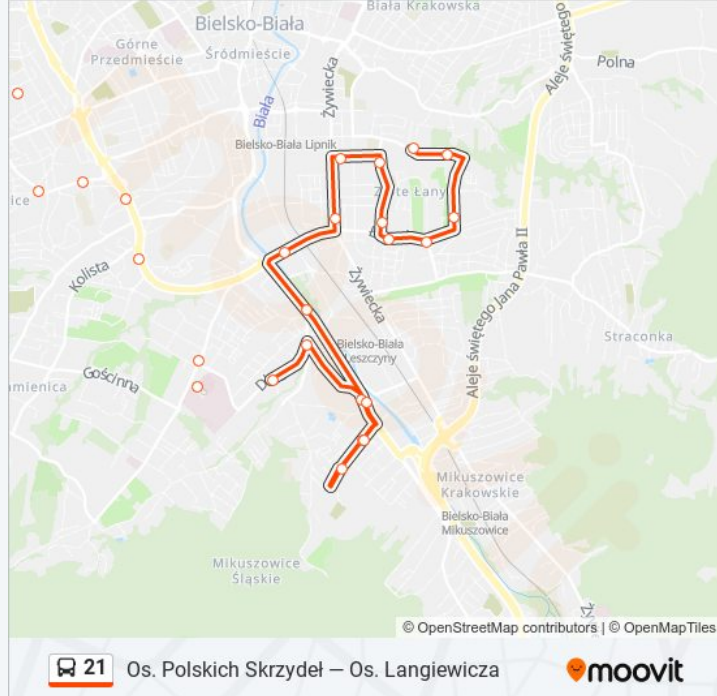 Biała Krakowska
Bielsko-Biała
Górne
Przedmieście
Śródmieście
Aleje świętego
Polna
Żywiecka
Biała
Bielsko-Biała Lipnik
Złote Łany
Kolista
Żywiecka
Aleje świętego Jana Pawła II
Straconka
Bielsko-Biała
Leszczyny
amienica
Gościnna
Mikuszowice
Krakowskie
Bielsko-Biała
Mikuszowice
Mikuszowice
Śląskie
© OpenStreetMap contributors | © OpenMapTiles
21 Os. Polskich Skrzydeł — Os. Langiewicza
moovit